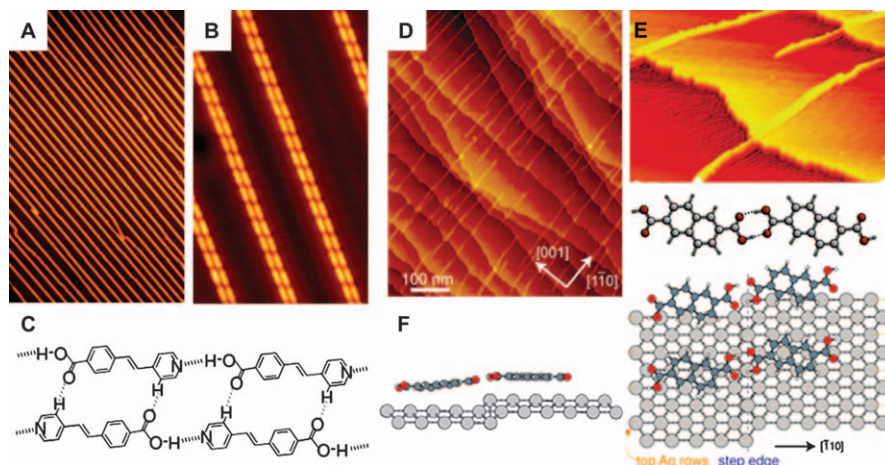 A
B
D
E
[001]
[1̄10]
100 nm
C
F
H-O
O
H
N
H-O
O
H
N
H
O
H
O
N
O-H
N
O-H
[1̄10]
top Ag rows step edge